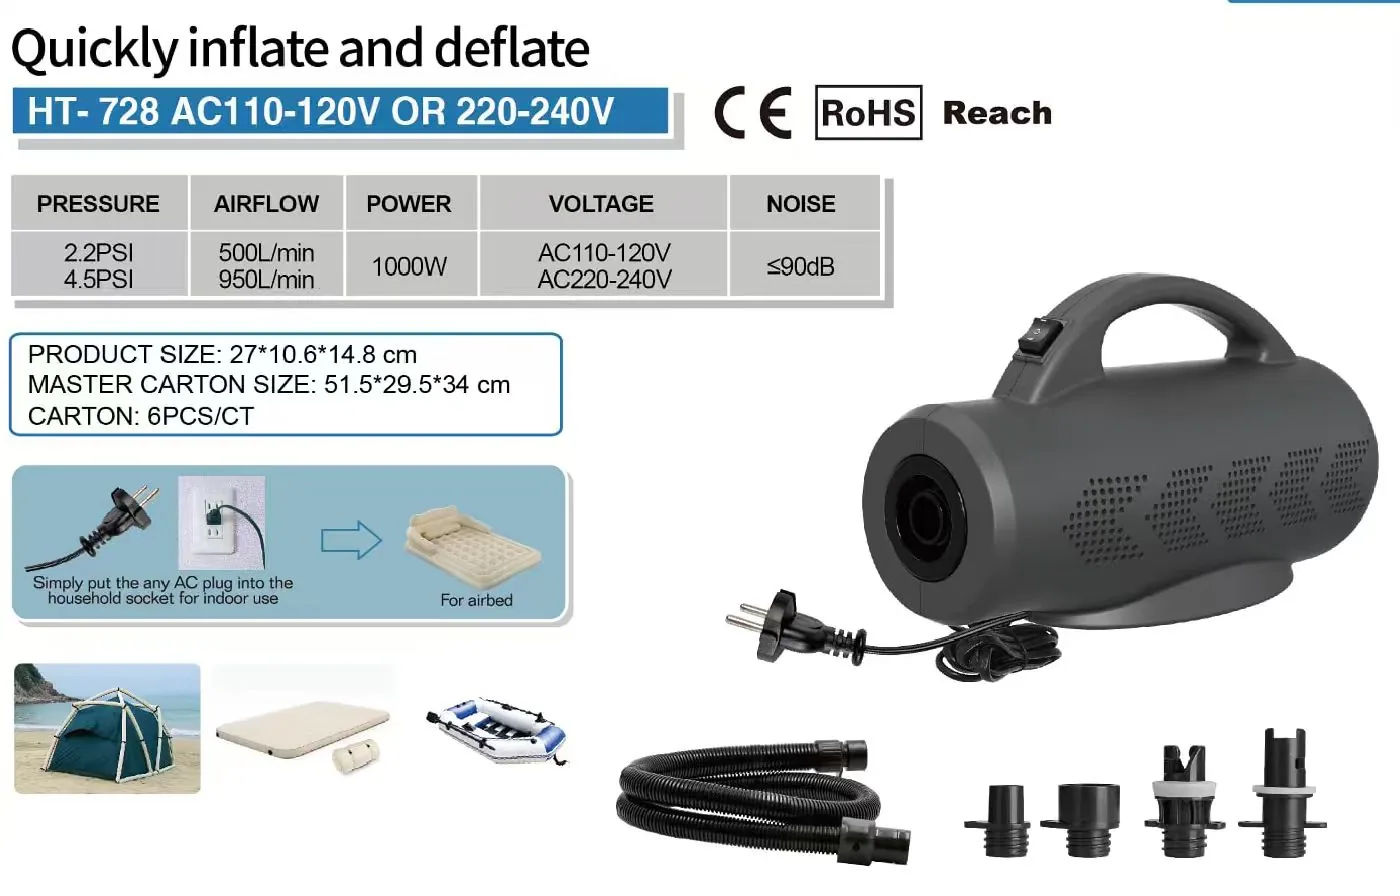 Quickly inflate and deflate
HT- 728 AC110-120V OR 220-240V
CE RoHS Reach
PRESSURE AIRFLOW POWER VOLTAGE NOISE
2.2PSI 500L/min 1000W AC110-120V ≤90dB
4.5PSI 950L/min AC220-240V
PRODUCT SIZE: 27*10.6*14.8 cm
MASTER CARTON SIZE: 51.5*29.5*34 cm
CARTON: 6PCS/CT
Simply put the any AC plug into the
household socket for indoor use
For airbed